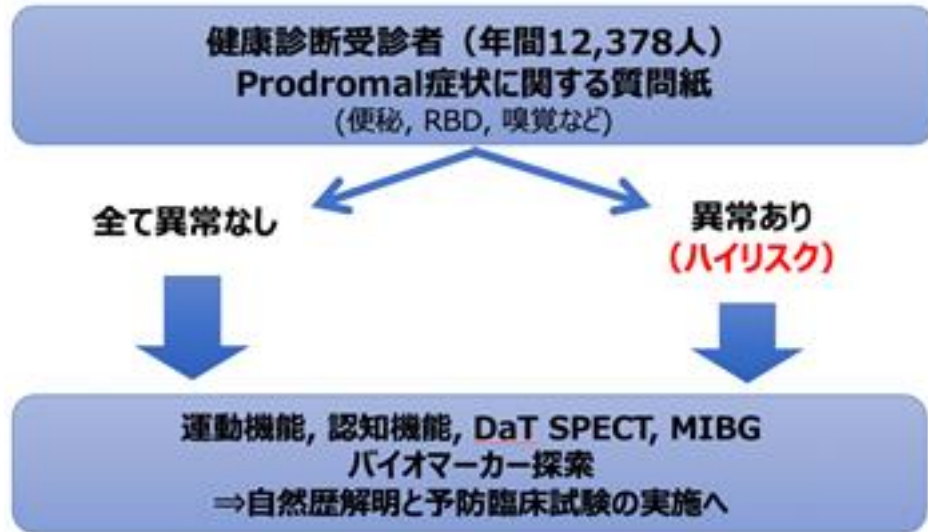 健康診断受診者（年間12,378人）
Prodromal症状に関する質問紙
(便秘, RBD, 嗅覚など)
全て異常なし
異常あり
（ハイリスク）
運動機能, 認知機能, DaT SPECT, MIBG
バイオマーカー探索
⇒自然歴解明と予防臨床試験の実施へ